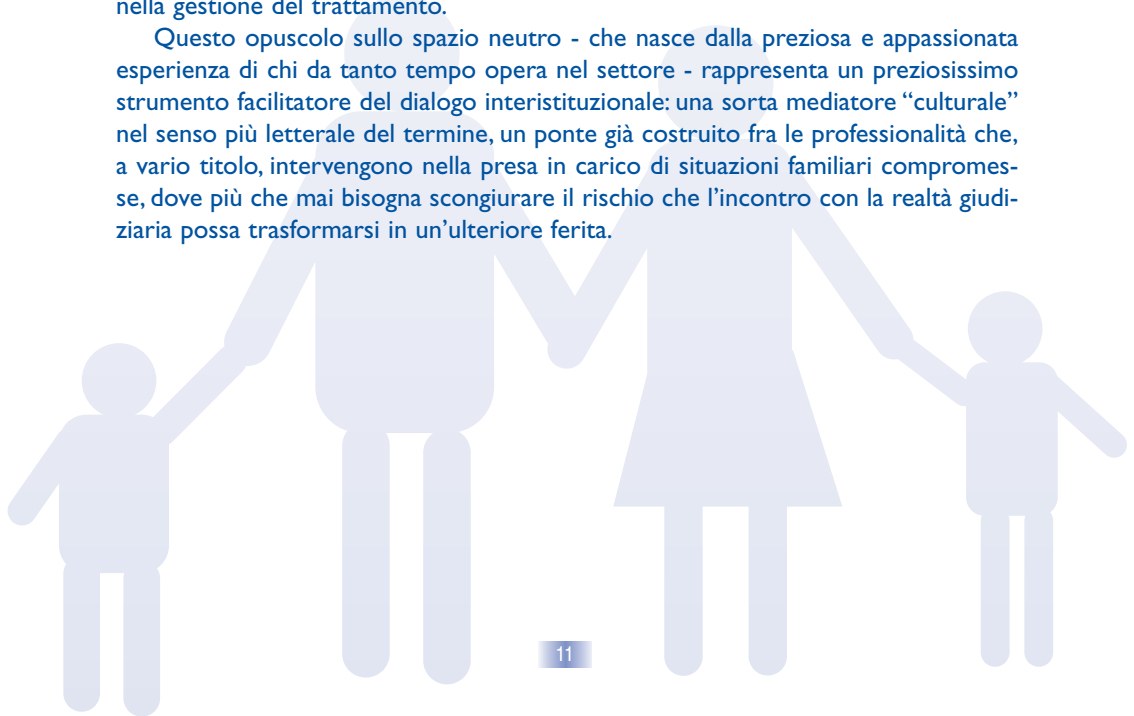 nella gestione del trattamento.
Questo opuscolo sullo spazio neutro - che nasce dalla preziosa e appassionata
esperienza di chi da tanto tempo opera nel settore - rappresenta un preziosissimo
strumento facilitatore del dialogo interistituzionale: una sorta mediatore “culturale”
nel senso più letterale del termine, un ponte già costruito fra le professionalità che,
a vario titolo, intervengono nella presa in carico di situazioni familiari compromes-
se, dove più che mai bisogna scongiurare il rischio che l’incontro con la realtà giudi-
ziaria possa trasformarsi in un’ulteriore ferita.
11